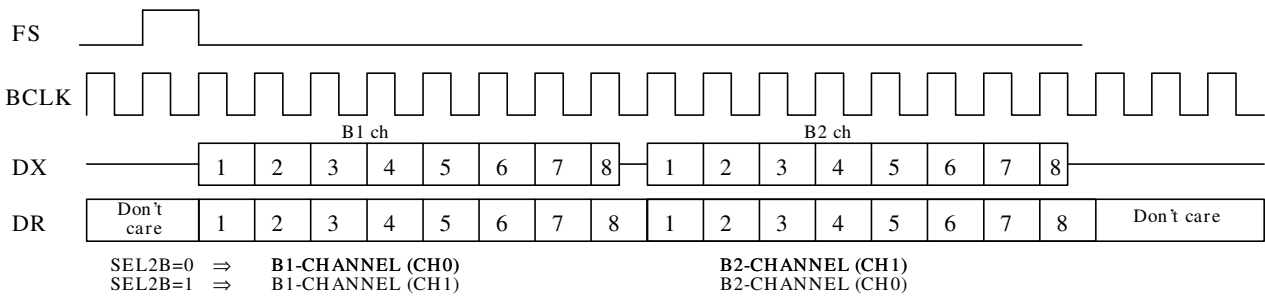 FS
BCLK
B1 ch B2 ch
DX 1 2 3 4 5 6 7 8 1 2 3 4 5 6 7 8
DR Don't care 1 2 3 4 5 6 7 8 1 2 3 4 5 6 7 8 Don't care
SEL2B=0 ⇒ B1-CHANNEL (CH0) B2-CHANNEL (CH1)
SEL2B=1 ⇒ B1-CHANNEL (CH1) B2-CHANNEL (CH0)